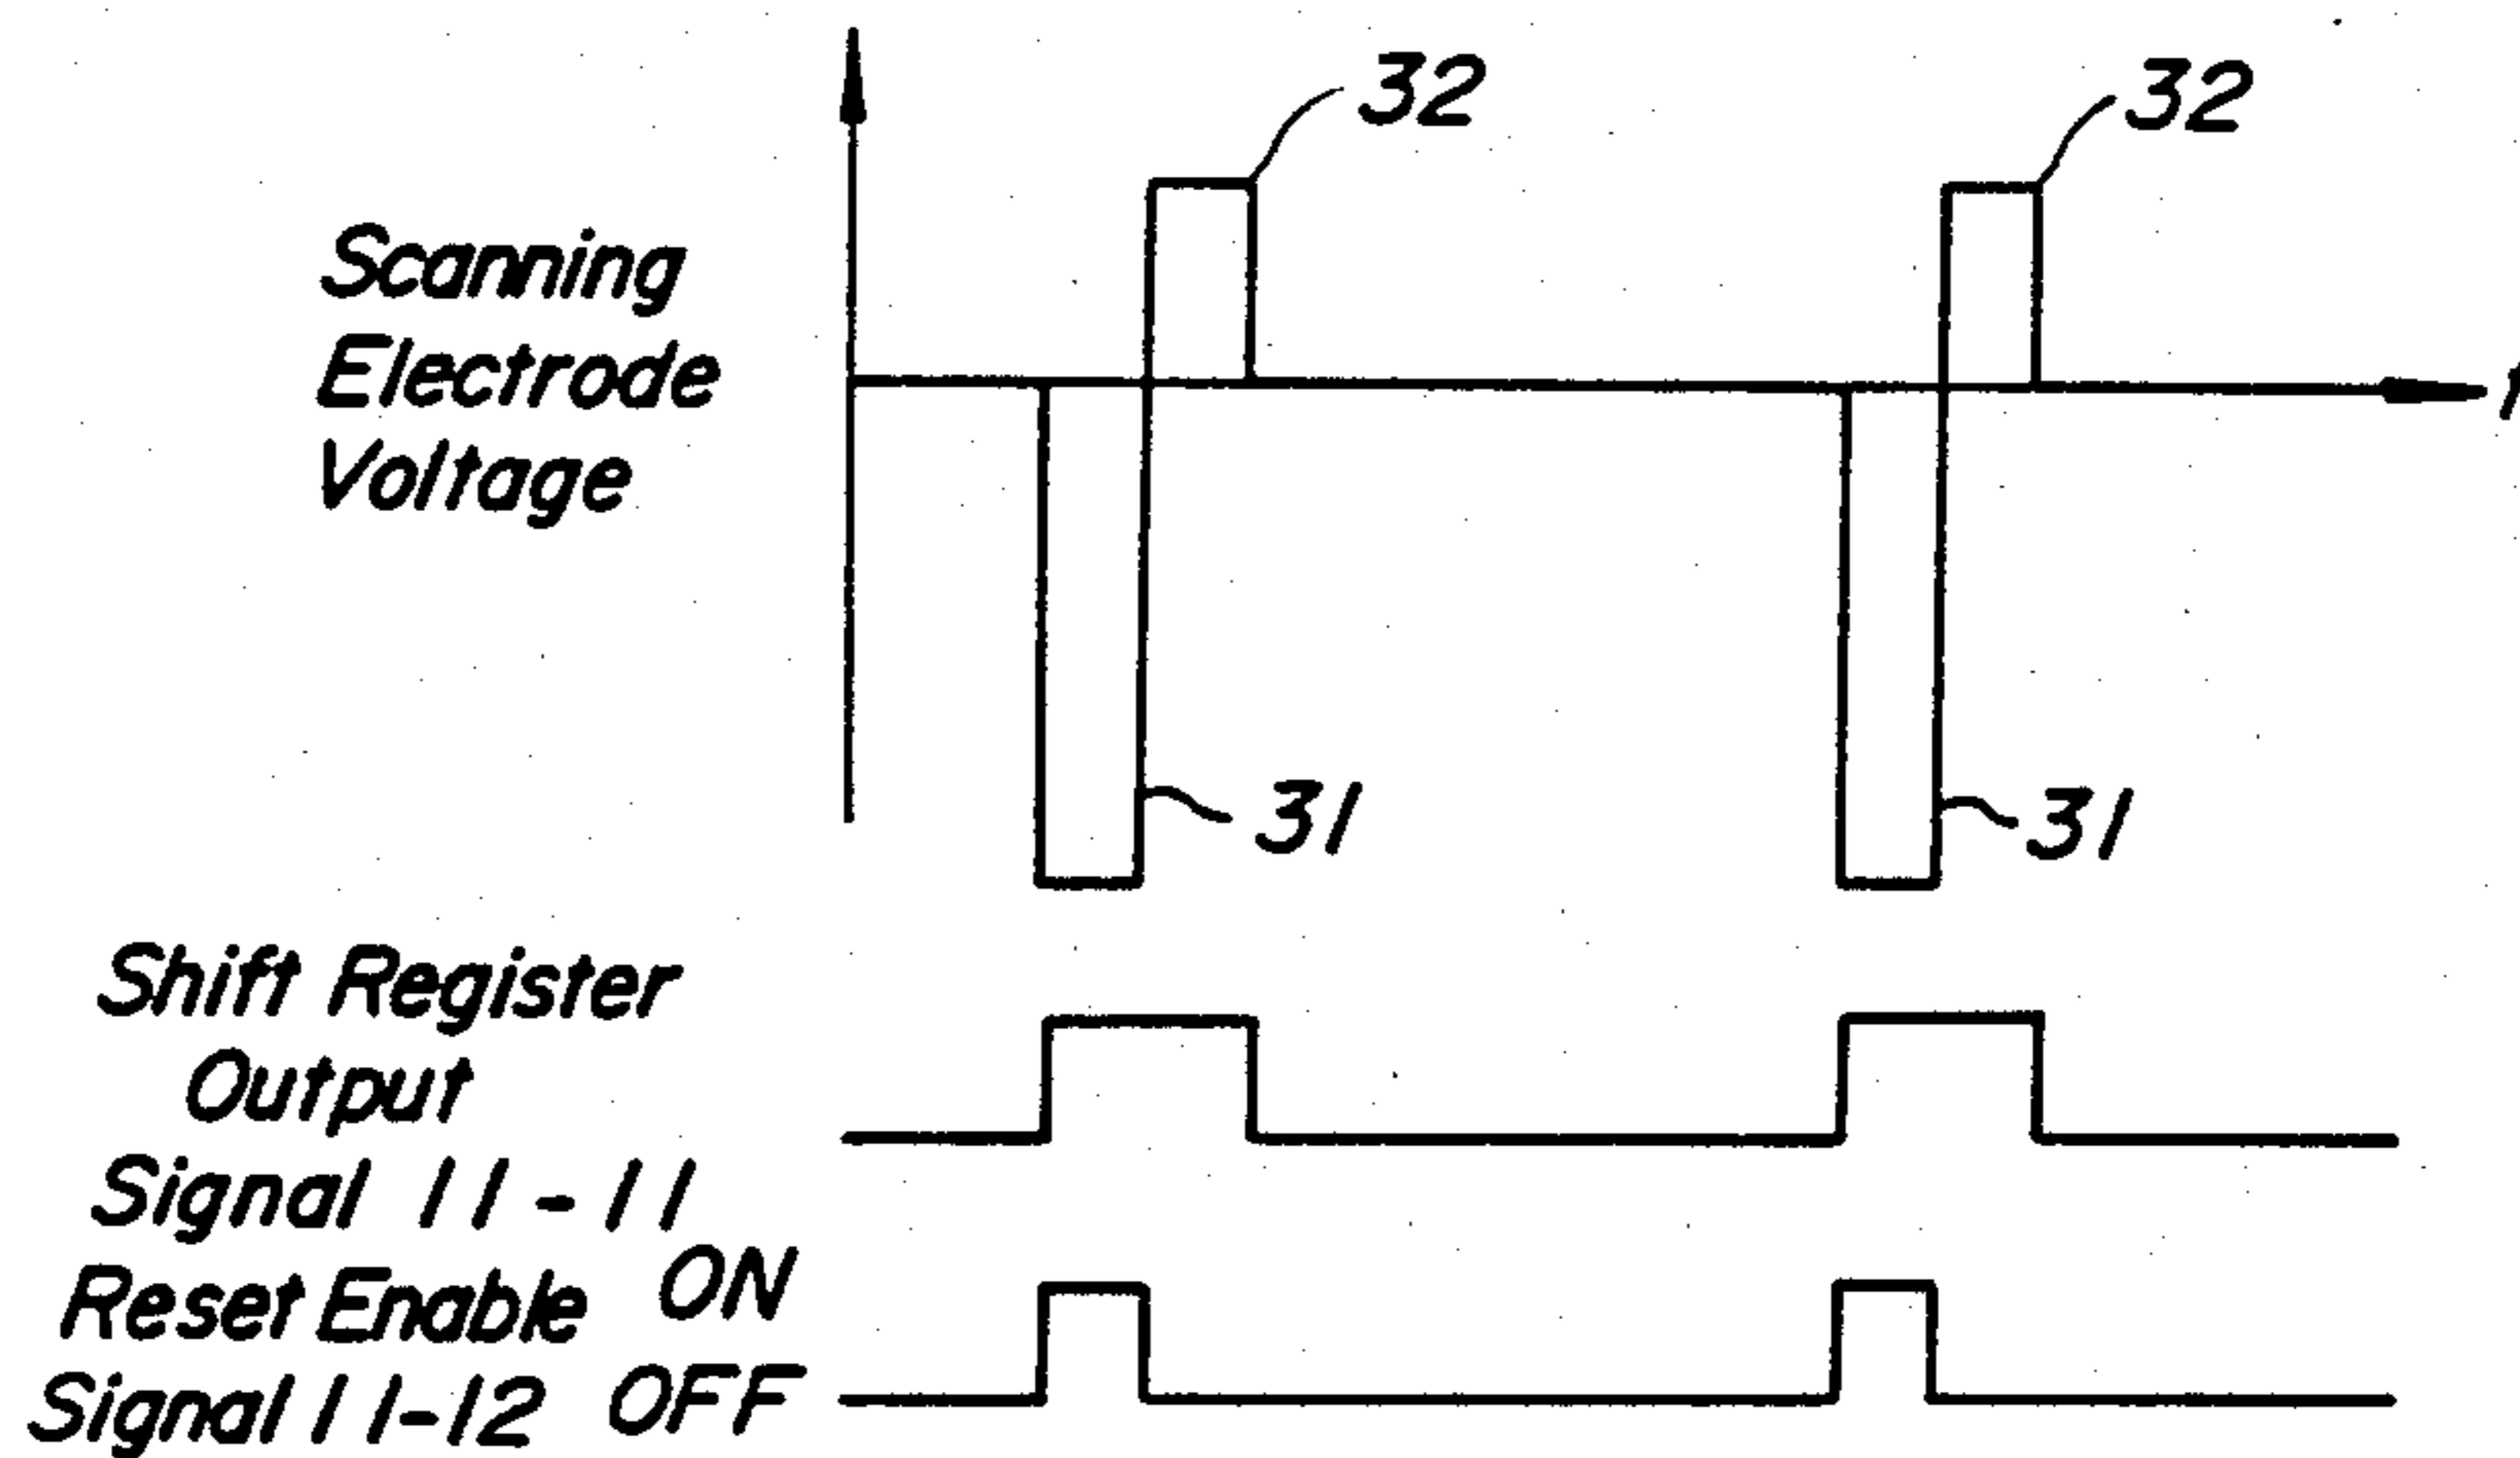 32
32
Scanning
Electrode
Voltage
31
31
Shift Register
Output
Signal 11-11
Reset Enable ON
Signal 11-12 OFF